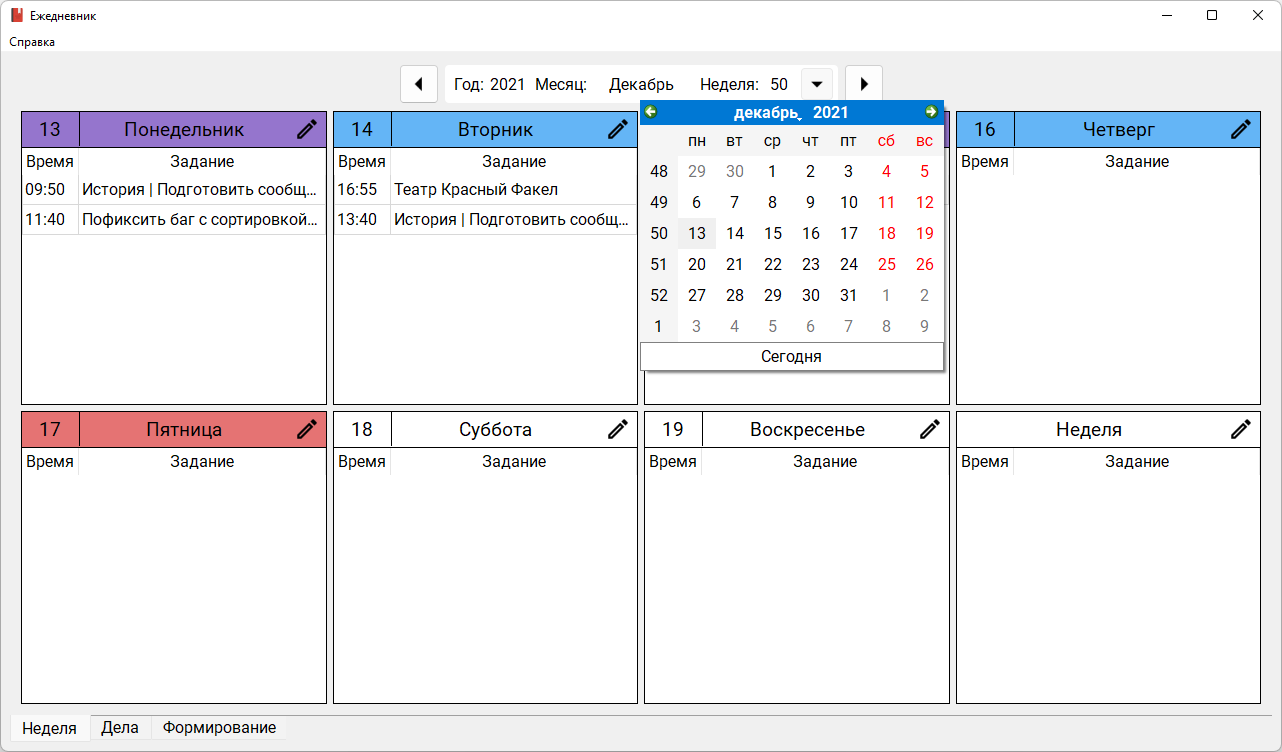 Ежедневник
Справка
Год: 2021 Месяц: Декабрь Неделя: 50
13 Понедельник
Время Задание
09:50 История | Подготовить сообщ...
11:40 Пофиксить баг с сортировкой...
14 Вторник
Время Задание
16:55 Театр Красный Факел
13:40 История | Подготовить сообщ...
декабрь, 2021
пн вт ср чт пт сб вс
48 29 30 1 2 3 4 5
49 6 7 8 9 10 11 12
50 13 14 15 16 17 18 19
51 20 21 22 23 24 25 26
52 27 28 29 30 31 1 2
1 3 4 5 6 7 8 9
Сегодня
16 Четверг
Время Задание
17 Пятница
Время Задание
18 Суббота
Время Задание
19 Воскресенье
Время Задание
Неделя
Время Задание
Неделя Дела Формирование